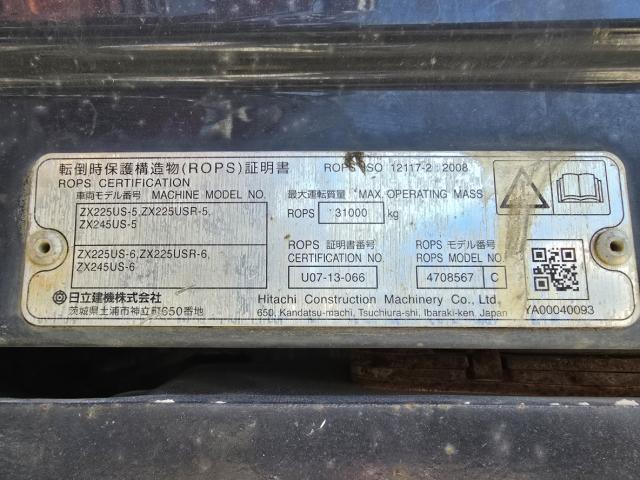 転倒時保護構造物(ROPS)証明書
ROPS CERTIFICATION
ROPS ISO 12117-2 : 2008
車両モデル番号 MACHINE MODEL NO.
ZX225US-5,ZX225USR-5,
ZX245US-5
ZX225US-6,ZX225USR-6,
ZX245US-6
最大運転質量 MAX. OPERATING MASS
ROPS 31000 kg
ROPS 証明書番号
CERTIFICATION NO.
U07-13-066
ROPS モデル番号
ROPS MODEL NO.
4708567 C
日立建機株式会社
茨城県土浦市神立町650番地
Hitachi Construction Machinery Co., Ltd.
650, Kandatsu-machi, Tsuchiura-shi, Ibaraki-ken, Japan
YA00040093